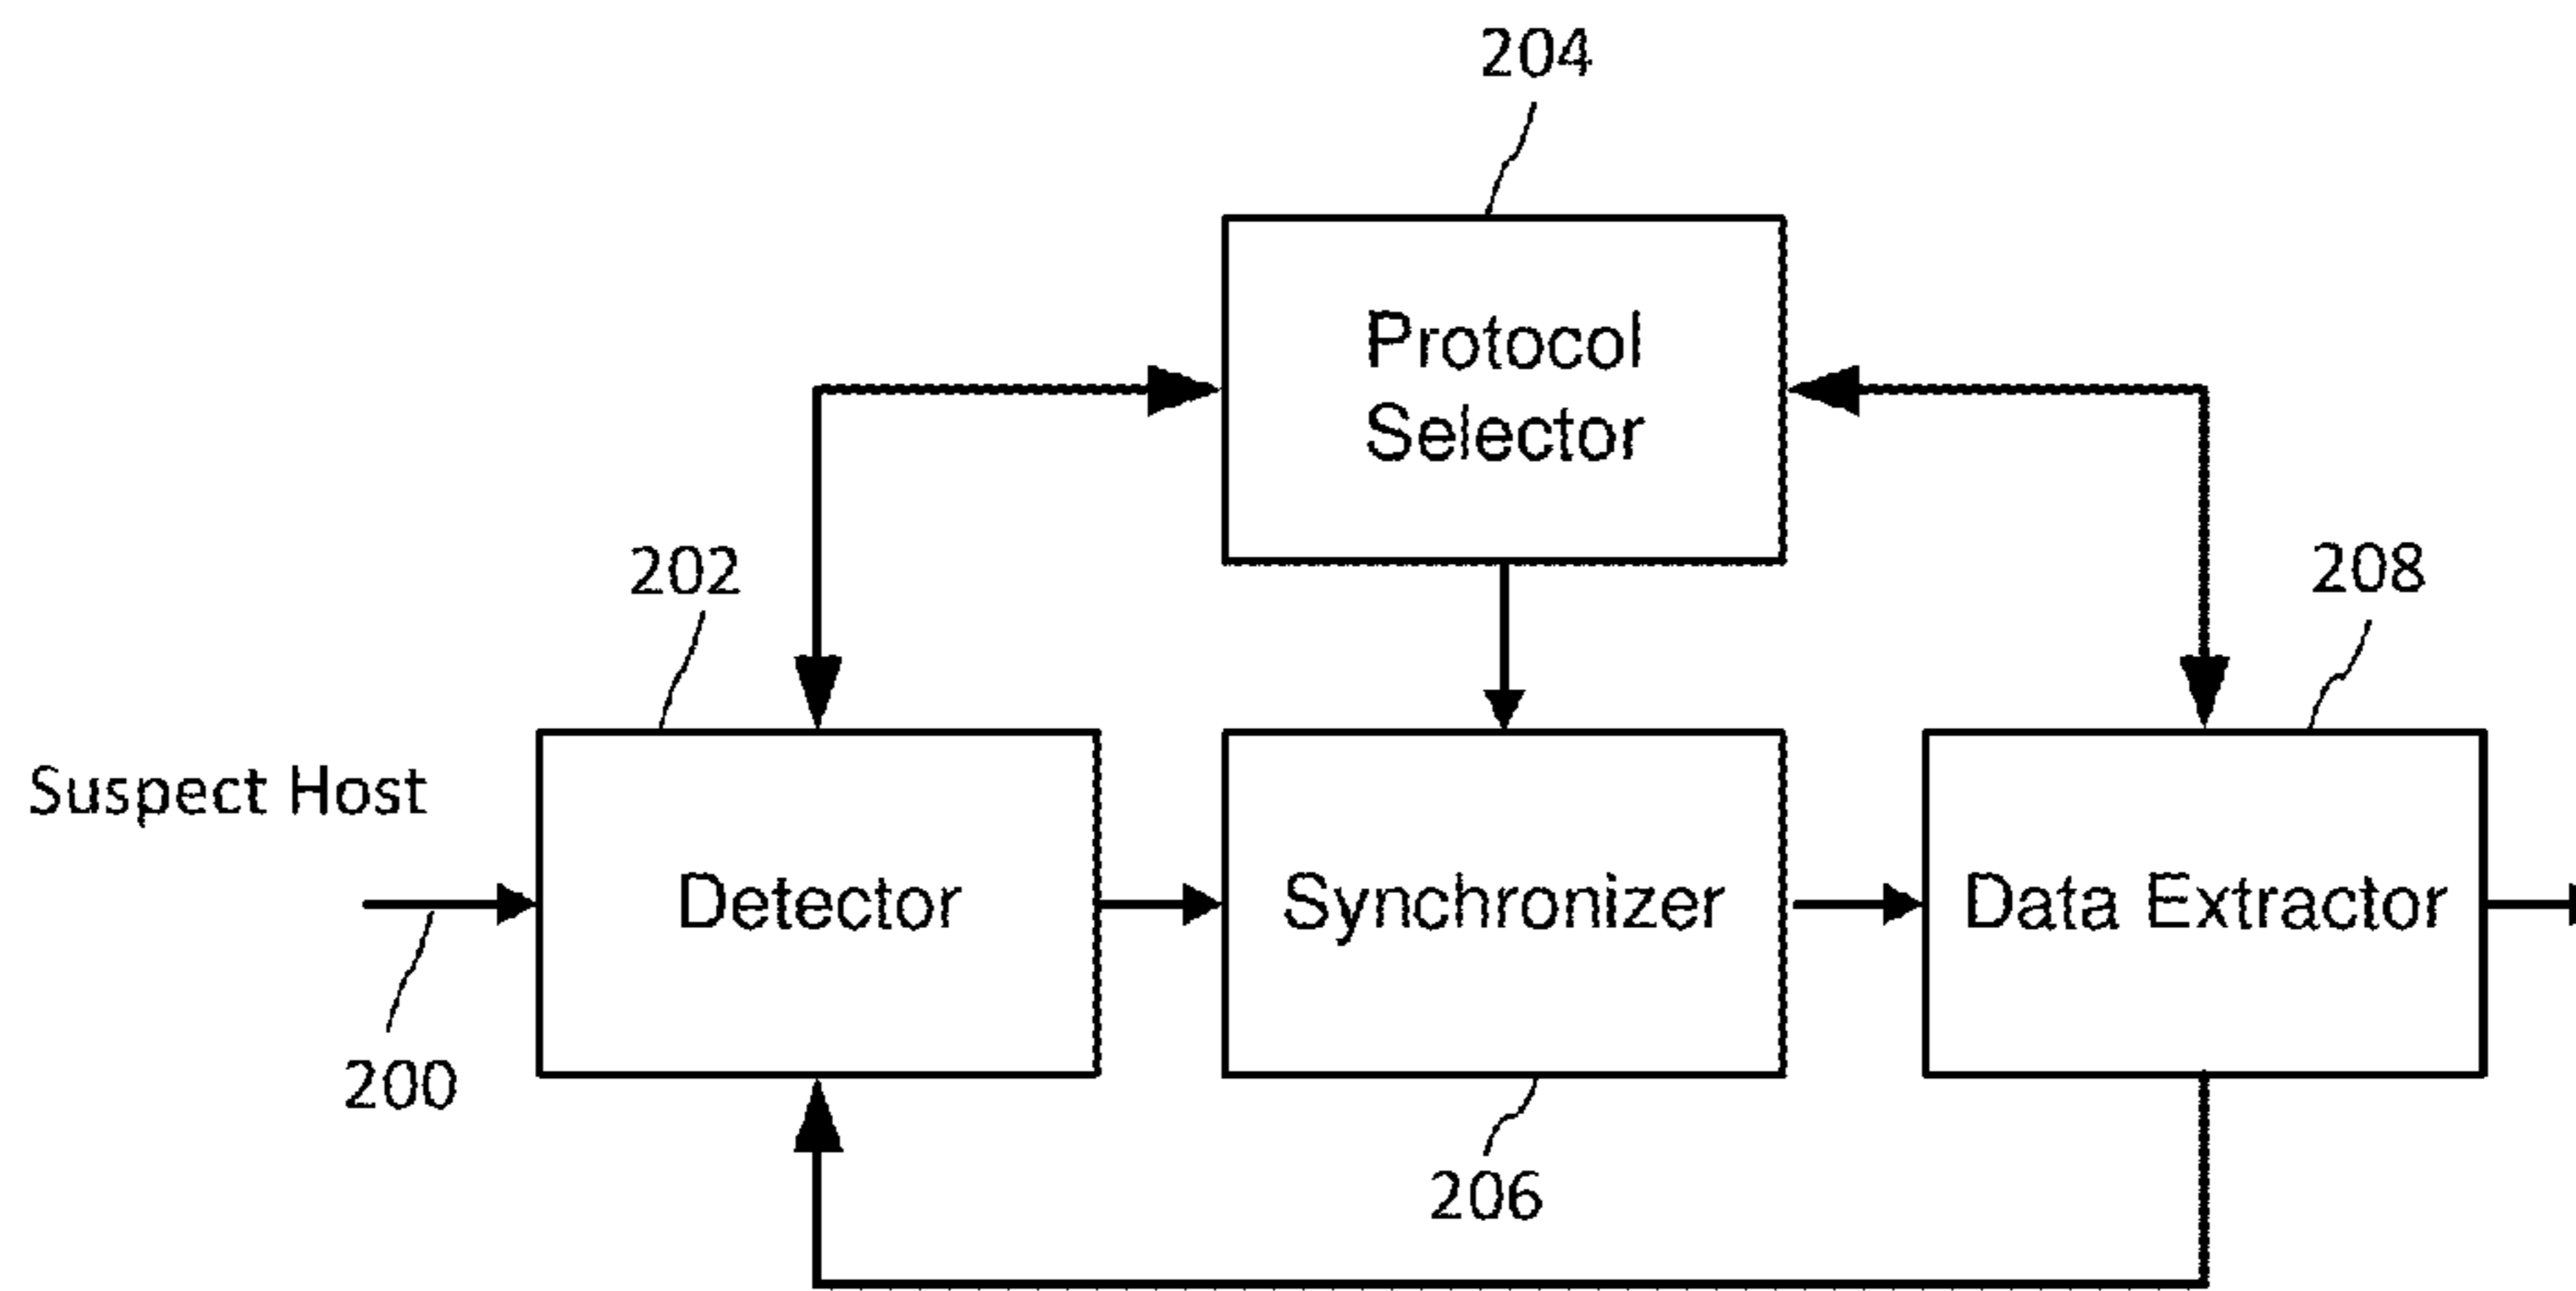 204
Protocol
Selector
202
208
Suspect Host
Detector
Synchronizer
Data Extractor
200
206